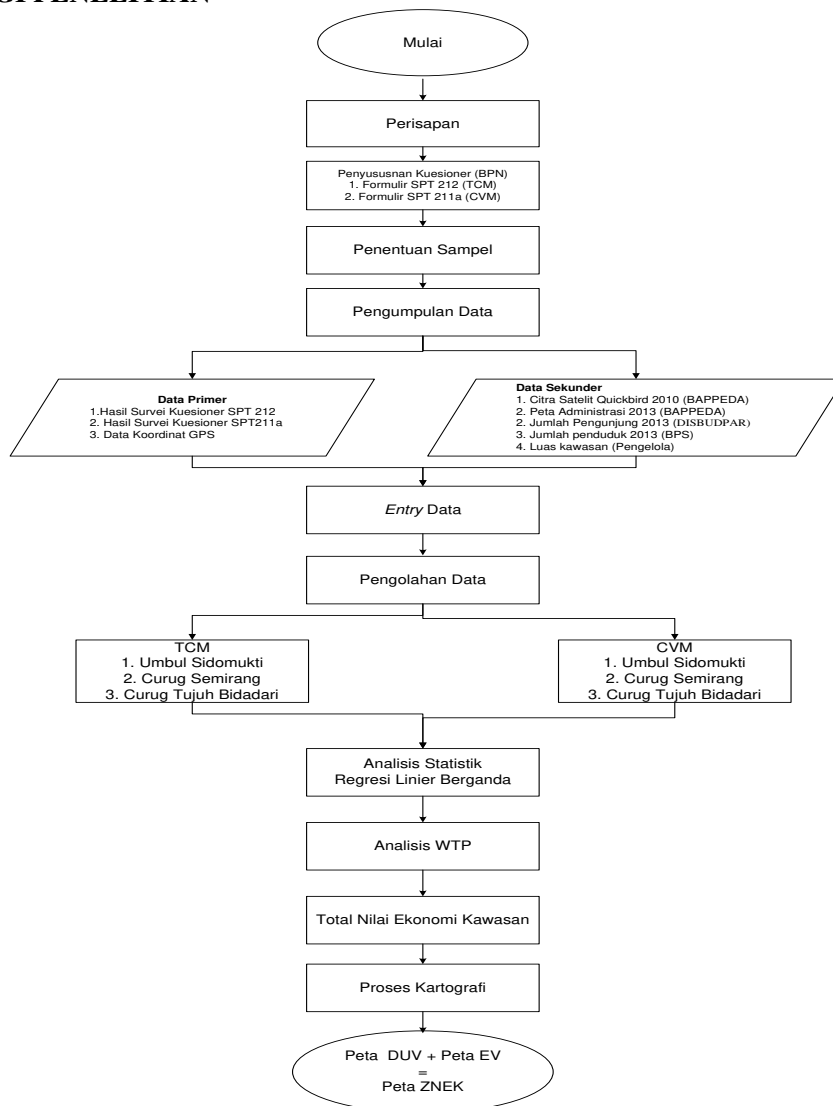 Mulai
Perisapan
Penyususnan Kuesioner (BPN)
1. Formulir SPT 212 (TCM)
2. Formulir SPT 211a (CVM)
Penentuan Sampel
Pengumpulan Data
Data Primer
1.Hasil Survei Kuesioner SPT 212
2. Hasil Survei Kuesioner SPT211a
3. Data Koordinat GPS
Data Sekunder
1. Citra Satelit Quickbird 2010 (BAPPEDA)
2. Peta Administrasi 2013 (BAPPEDA)
2. Jumlah Pengunjung 2013 (DISBUDPAR)
3. Jumlah penduduk 2013 (BPS)
4. Luas kawasan (Pengelola)
Entry Data
Pengolahan Data
TCM
1. Umbul Sidomukti
2. Curug Semirang
3. Curug Tujuh Bidadari
CVM
1. Umbul Sidomukti
2. Curug Semirang
3. Curug Tujuh Bidadari
Analisis Statistik
Regresi Linier Berganda
Analisis WTP
Total Nilai Ekonomi Kawasan
Proses Kartografi
Peta DUV + Peta EV
=
Peta ZNEK